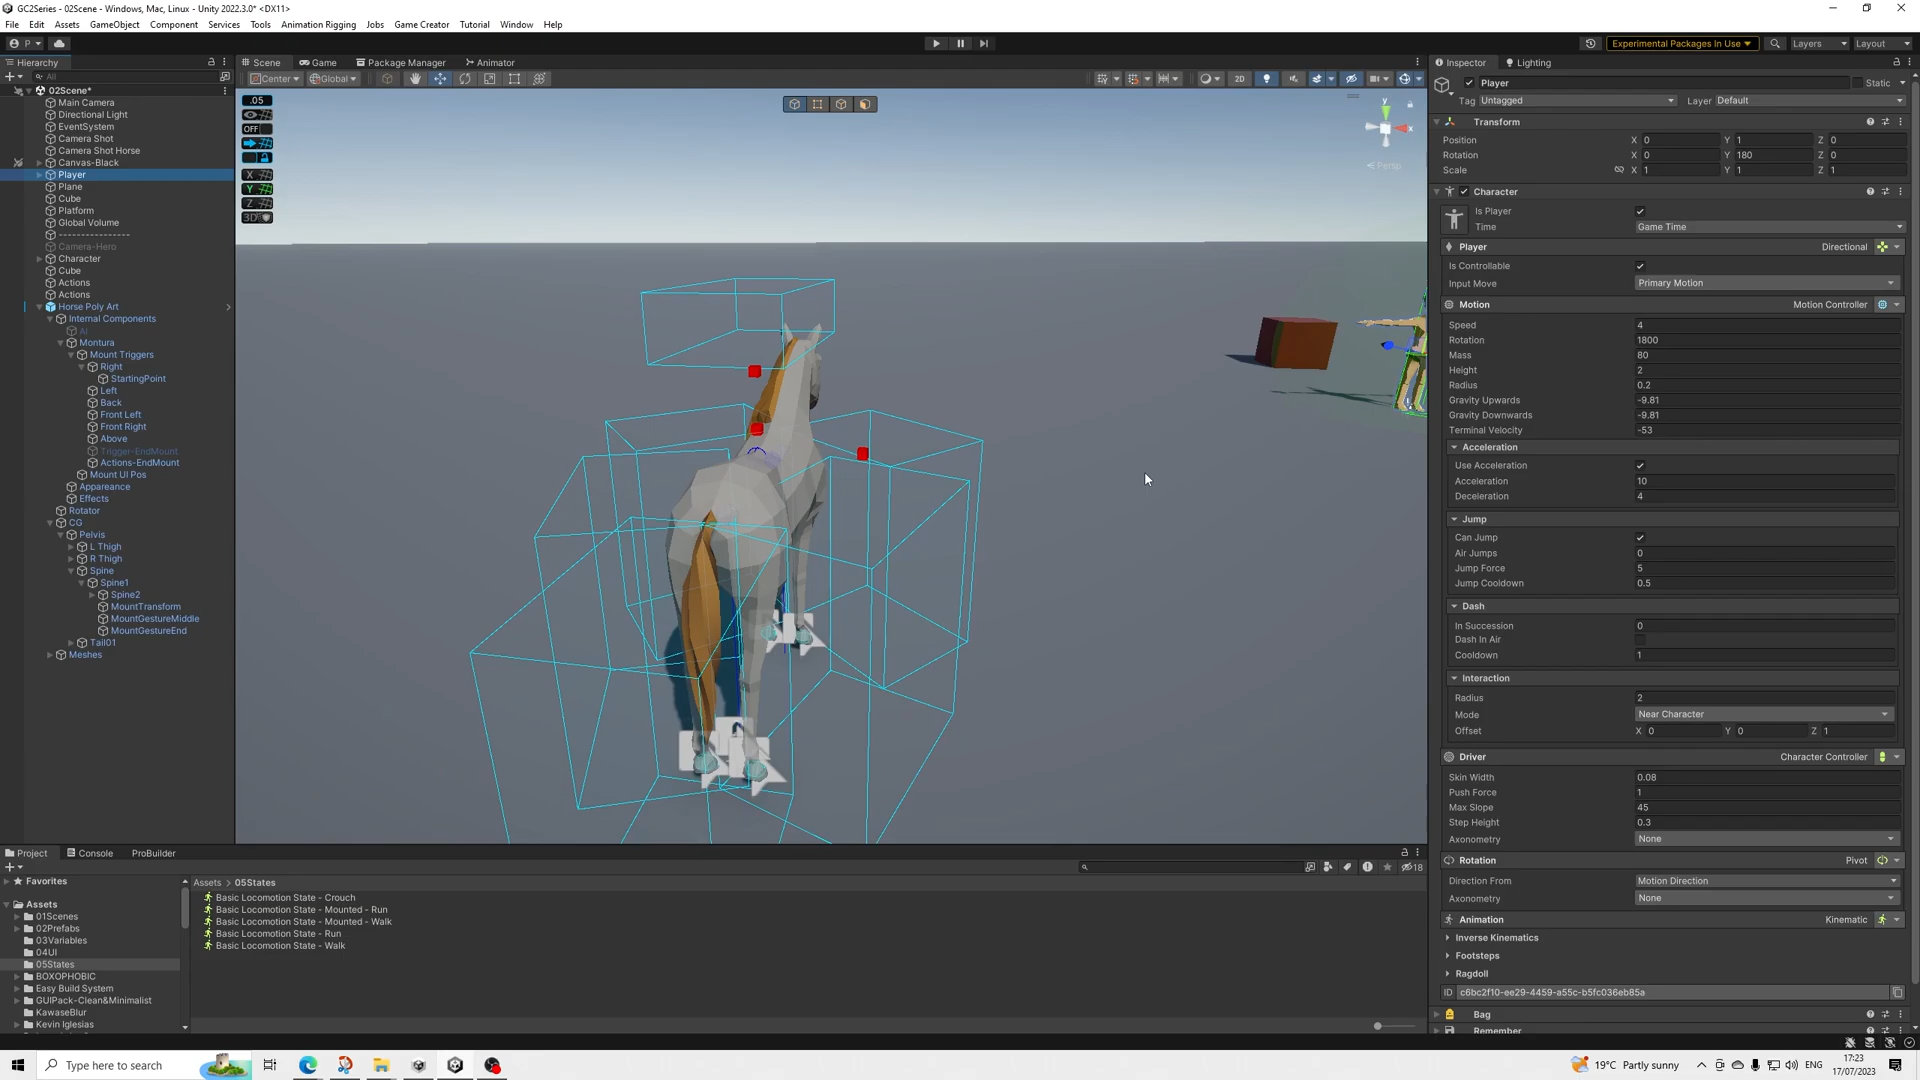 GC2Series - 02Scene - Windows, Mac, Linux - Unity 2022.3.0* <DX11>
File Edit Assets GameObject Component Services Tools Animation Rigging Jobs Game Creator Tutorial Window Help
P
Experimental Packages In Use
Layers
Layout
Hierarchy
All
02Scene*
Main Camera
Directional Light
EventSystem
Camera Shot
Camera Shot Horse
Canvas-Black
Player
Plane
Cube
Platform
Global Volume
----------------
Camera-Hero
Character
Cube
Actions
Actions
Horse Poly Art
Internal Components
AI
Montura
Mount Triggers
Right
StartingPoint
Left
Back
Front Left
Front Right
Above
Trigger-EndMount
Actions-EndMount
Mount UI Pos
Appareance
Effects
Rotator
CG
Pelvis
L Thigh
R Thigh
Spine
Spine1
Spine2
MountTransform
MountGestureMiddle
MountGestureEnd
Tail01
Meshes
Scene Game Package Manager Animator
Center Global
2D
.05
OFF
X
Y
Z
3D
y
x
Persp
Inspector Lighting
Player Static
Tag Untagged Layer Default
Transform
Position X 0 Y 1 Z 0
Rotation X 0 Y 180 Z 0
Scale X 1 Y 1 Z 1
Character
Is Player
Time Game Time
Player Directional
Is Controllable
Input Move Primary Motion
Motion Motion Controller
Speed 4
Rotation 1800
Mass 80
Height 2
Radius 0.2
Gravity Upwards -9.81
Gravity Downwards -9.81
Terminal Velocity -53
Acceleration
Use Acceleration
Acceleration 10
Deceleration 4
Jump
Can Jump
Air Jumps 0
Jump Force 5
Jump Cooldown 0.5
Dash
In Succession 0
Dash In Air
Cooldown 1
Interaction
Radius 2
Mode Near Character
Offset X 0 Y 0 Z 1
Driver Character Controller
Skin Width 0.08
Push Force 1
Max Slope 45
Step Height 0.3
Axonometry None
Rotation Pivot
Direction From Motion Direction
Axonometry None
Animation Kinematic
Inverse Kinematics
Footsteps
Ragdoll
ID c6bc2f10-ee29-4459-a55c-b5fc036eb85a
Bag
Remember
Project Console ProBuilder
18
Favorites
Assets
01Scenes
02Prefabs
03Variables
04UI
05States
BOXOPHOBIC
Easy Build System
GUIPack-Clean&Minimalist
KawaseBlur
Kevin Iglesias
Assets > 05States
Basic Locomotion State - Crouch
Basic Locomotion State - Mounted - Run
Basic Locomotion State - Mounted - Walk
Basic Locomotion State - Run
Basic Locomotion State - Walk
Type here to search
19°C Partly sunny
ENG
17:23
17/07/2023